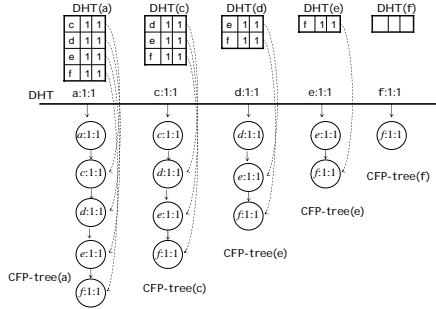 DHT(a) DHT(c) DHT(d) DHT(e) DHT(f)
c 1 1 d 1 1 e 1 1 f 1 1
d 1 1 e 1 1 f 1 1
e 1 1 f 1 1
f 1 1
DHT a:1:1 c:1:1 d:1:1 e:1:1 f:1:1
a:1:1 c:1:1 d:1:1 e:1:1 f:1:1
c:1:1 d:1:1 e:1:1 f:1:1
CFP-tree(f)
d:1:1 e:1:1 f:1:1
CFP-tree(e)
e:1:1 f:1:1
CFP-tree(e)
CFP-tree(a)
CFP-tree(c)
f:1:1